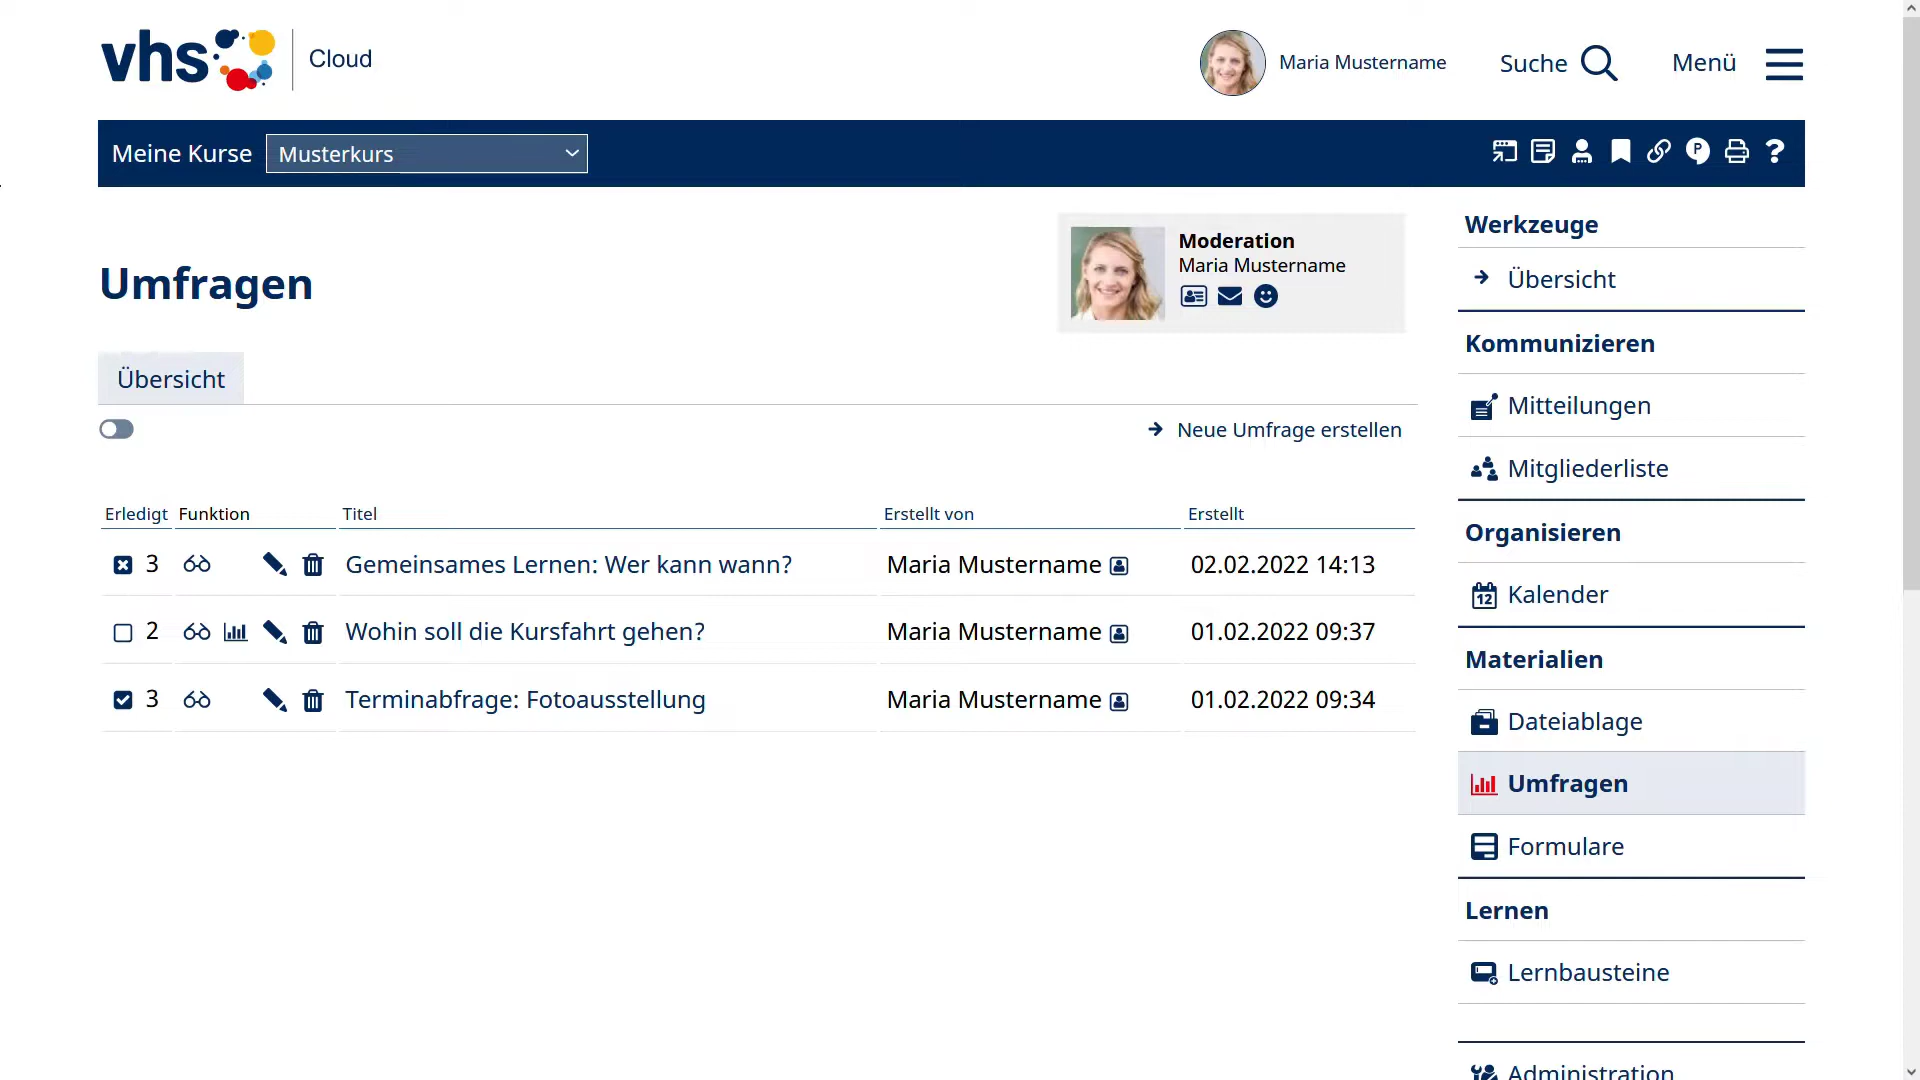 vhs Cloud
Maria Mustername
Suche
Menü
Meine Kurse
Musterkurs
P
?
Umfragen
Moderation
Maria Mustername
Übersicht
Neue Umfrage erstellen
Erledigt Funktion Titel Erstellt von Erstellt
3 Gemeinsames Lernen: Wer kann wann? Maria Mustername 02.02.2022 14:13
2 Wohin soll die Kursfahrt gehen? Maria Mustername 01.02.2022 09:37
3 Terminabfrage: Fotoausstellung Maria Mustername 01.02.2022 09:34
Werkzeuge
Übersicht
Kommunizieren
Mitteilungen
Mitgliederliste
Organisieren
12 Kalender
Materialien
Dateiablage
Umfragen
Formulare
Lernen
Lernbausteine
Administration